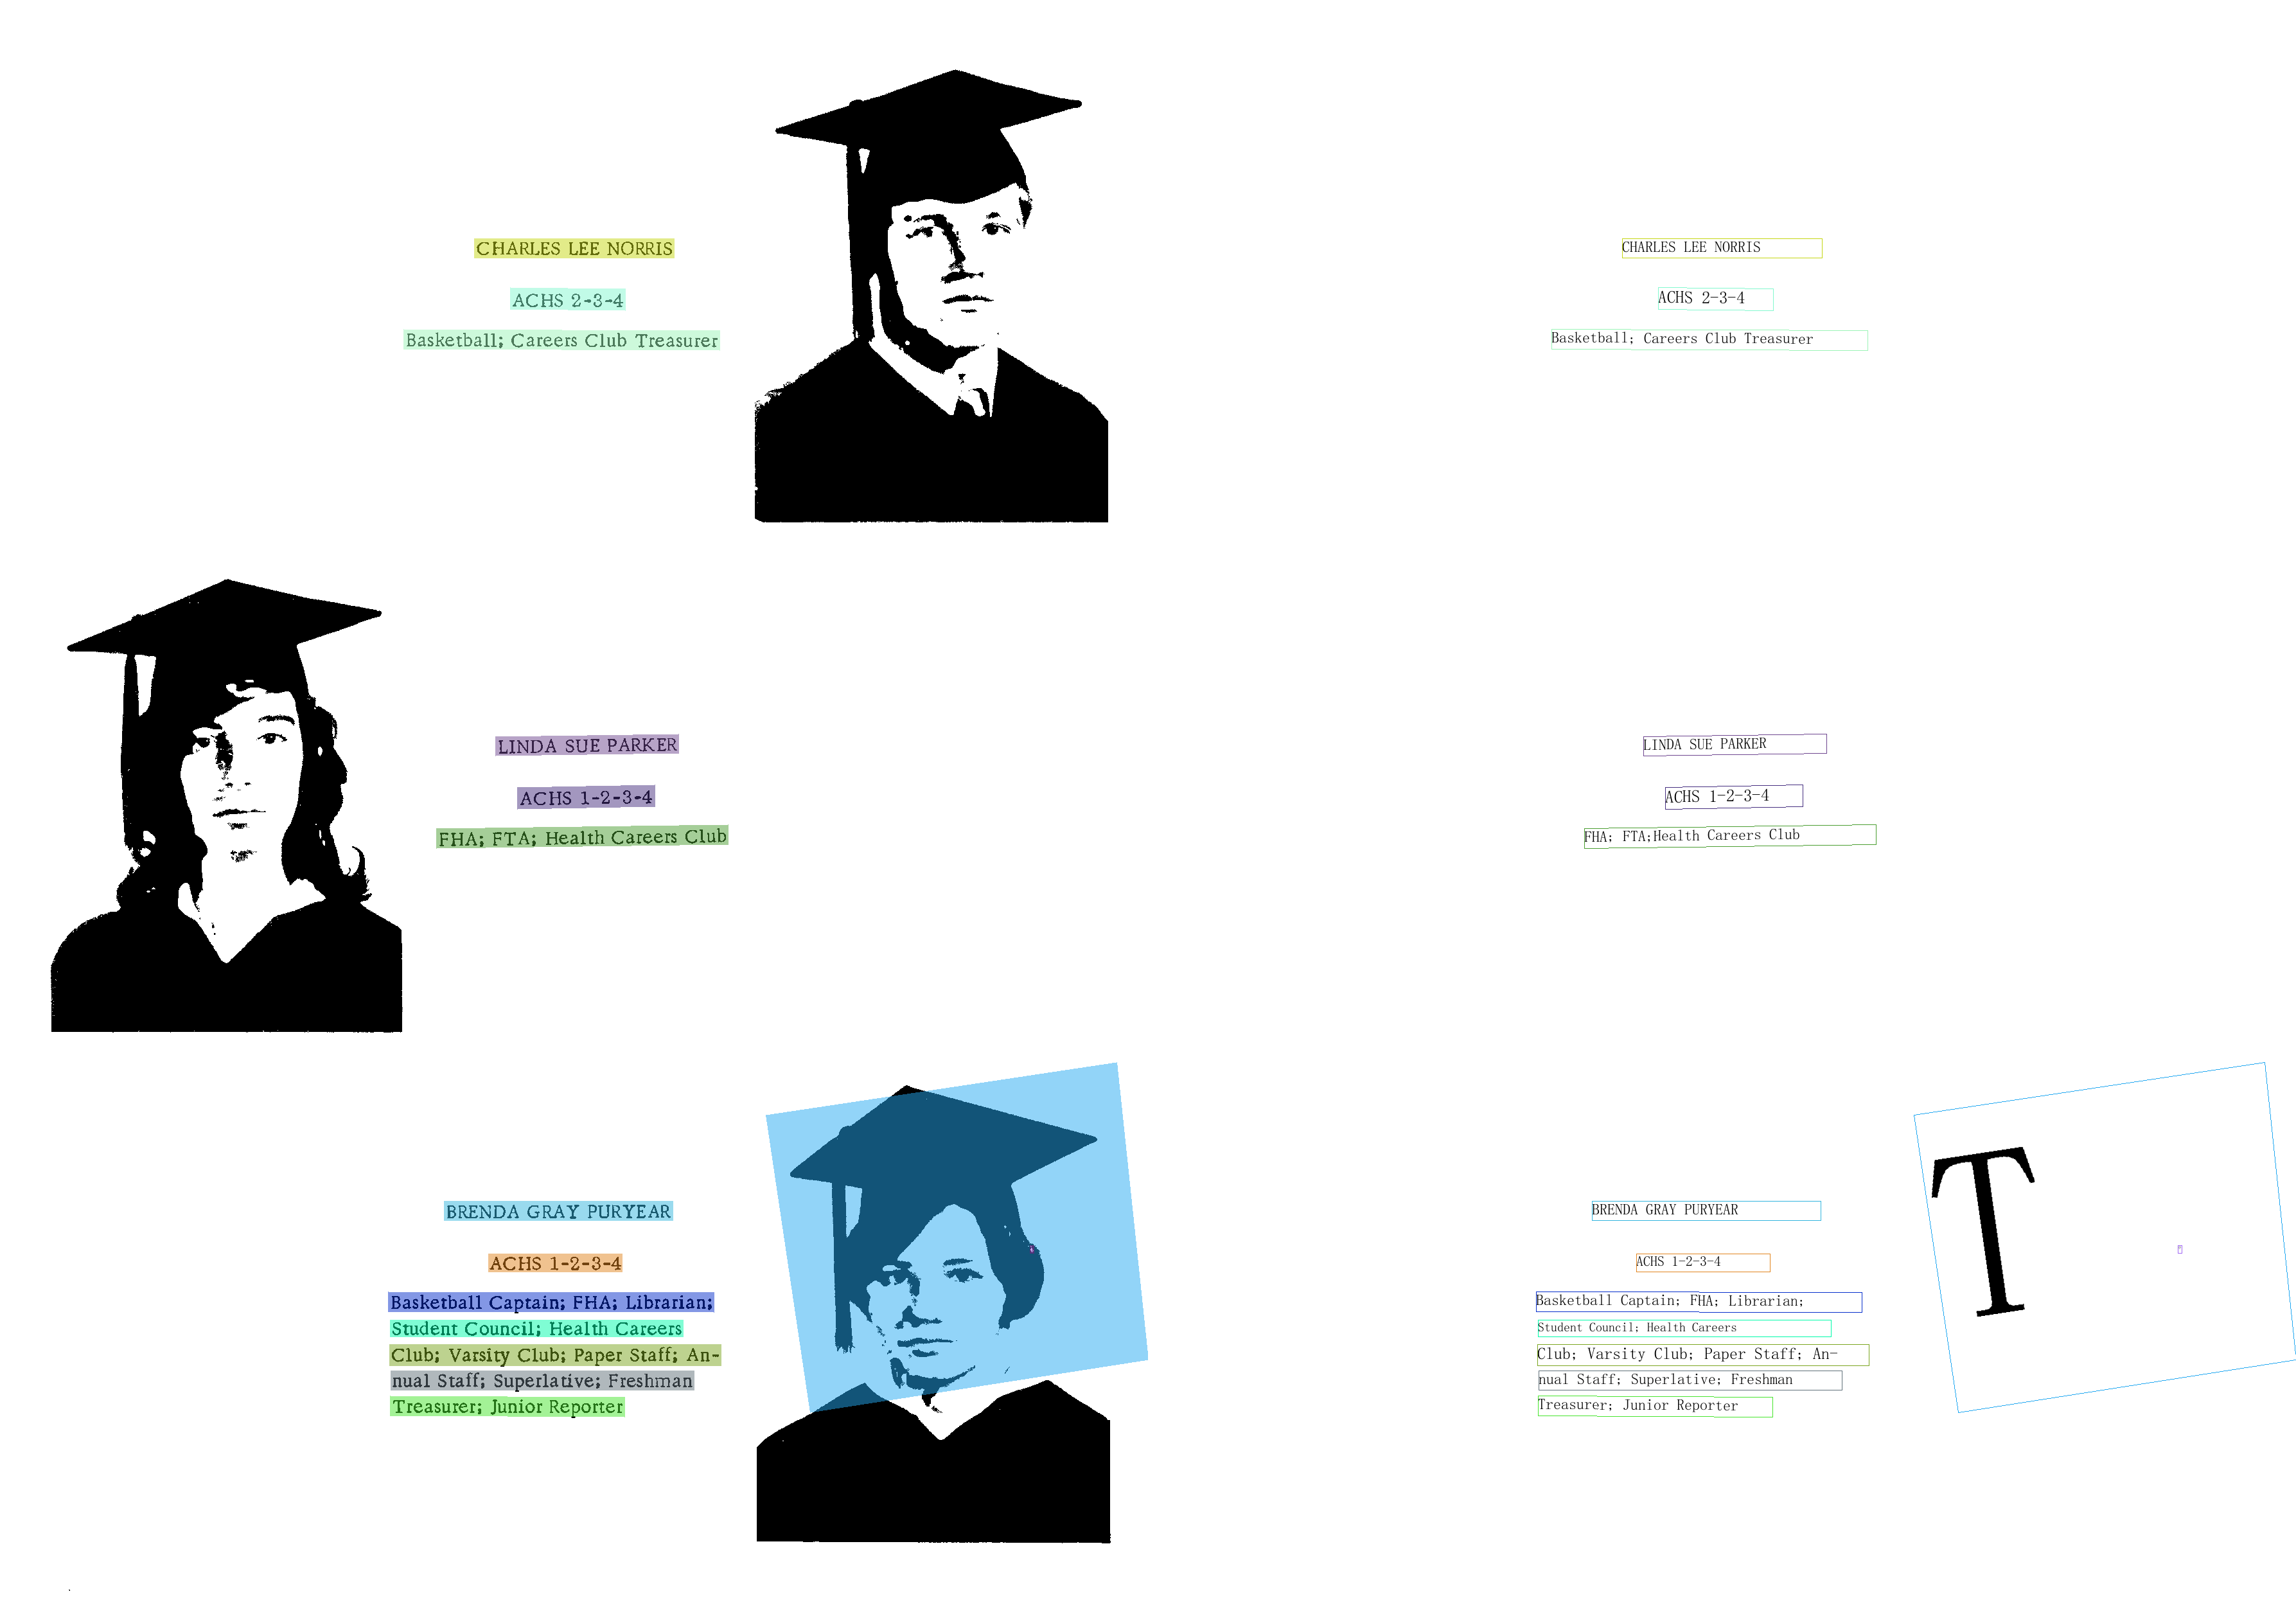 CHARLES LEE NORRIS
ACHS 2-3-4
Basketball; Careers Club Treasurer
LINDA SUE PARKER
ACHS 1-2-3-4
FHA; FTA; Health Careers Club
BRENDA GRAY PURYEAR
ACHS 1-2-3-4
Basketball Captain; FHA; Librarian;
Student Council; Health Careers
Club; Varsity Club; Paper Staff; An-
nual Staff; Superlative; Freshman
Treasurer; Junior Reporter
CHARLES LEE NORRIS
ACHS 2-3-4
Basketball; Careers Club Treasurer
LINDA SUE PARKER
ACHS 1-2-3-4
FHA; FTA;Health Careers Club
BRENDA GRAY PURYEAR
ACHS 1-2-3-4
Basketball Captain; FHA; Librarian;
Student Council; Health Careers
Club; Varsity Club; Paper Staff; An-
nual Staff; Superlative; Freshman
Treasurer; Junior Reporter
T